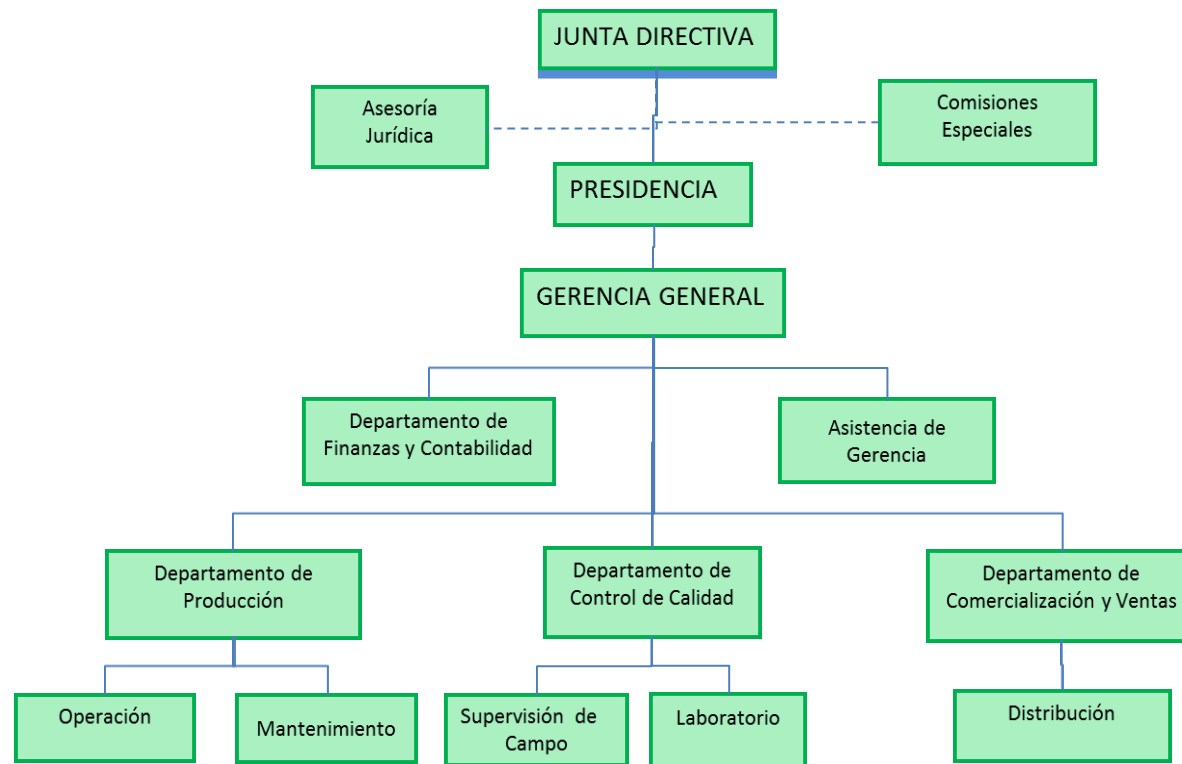 JUNTA DIRECTIVA
Asesoría
Jurídica
Comisiones
Especiales
PRESIDENCIA
GERENCIA GENERAL
Departamento de
Finanzas y Contabilidad
Asistencia de
Gerencia
Departamento de
Producción
Departamento de
Control de Calidad
Departamento de
Comercialización y Ventas
Operación
Mantenimiento
Supervisión de
Campo
Laboratorio
Distribución